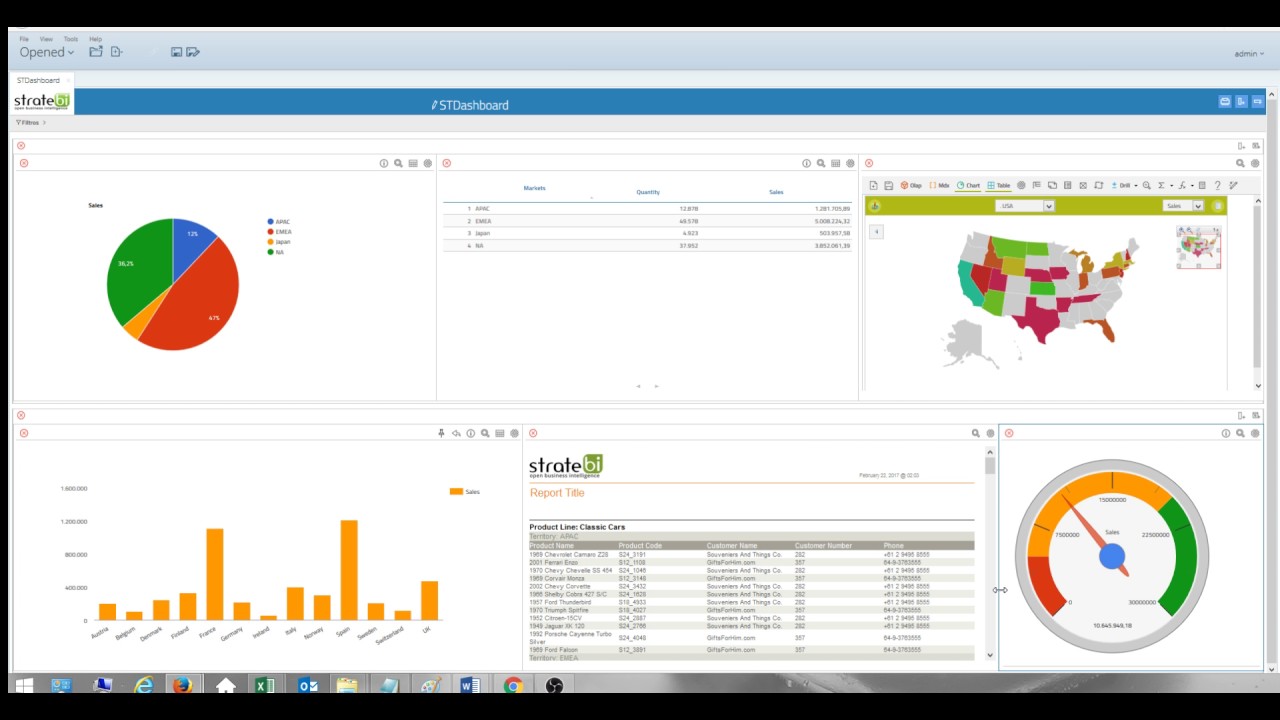 File View Tools Help
Opened
admin
STDashboard
stratebi
open business intelligence
STDashboard
Filtros >
Sales
12%
47%
36,2%
APAC
EMEA
Japan
NA
Markets Quantity Sales
1 APAC 12.878 1.281.705,89
2 EMEA 49.578 5.008.224,32
3 Japan 4.923 503.957,58
4 NA 37.952 3.852.061,39
Olap Mdx Chart Table Drill
USA Sales
4
1.600.000
1.200.000
800.000
400.000
0
Austria Belgium Denmark Finland France Germany Ireland Italy Norway Spain Sweden Switzerland UK
Sales
stratebi
open business intelligence
February 22, 2017 @ 02:03
Report Title
Product Line: Classic Cars
Territory: APAC
Product Name Product Code Customer Name Customer Number Phone
1969 Chevrolet Camaro Z28 S24_3191 Souveniers And Things Co. 282 +61 2 9495 8555
2001 Ferrari Enzo S12_1108 GiftsForHim.com 357 64-9-3763555
1970 Chevy Chevelle SS 454 S24_1046 Souveniers And Things Co. 282 +61 2 9495 8555
1969 Corvair Monza S12_3148 GiftsForHim.com 357 64-9-3763555
2002 Chevy Corvette S24_3432 Souveniers And Things Co. 282 +61 2 9495 8555
1966 Shelby Cobra 427 S/C S24_1628 Souveniers And Things Co. 282 +61 2 9495 8555
1957 Ford Thunderbird S18_4933 Souveniers And Things Co. 282 +61 2 9495 8555
1970 Triumph Spitfire S18_4027 GiftsForHim.com 357 64-9-3763555
1952 Citroen-15CV S24_2887 Souveniers And Things Co. 282 +61 2 9495 8555
1949 Jaguar XK 120 S24_2766 Souveniers And Things Co. 282 +61 2 9495 8555
1992 Porsche Cayenne Turbo
Silver S24_4048 GiftsForHim.com 357 64-9-3763555
1969 Ford Falcon S12_3891 GiftsForHim.com 357 64-9-3763555
Territory: EMEA
15000000
7500000
22500000
Sales
0
30000000
10.645.949,18